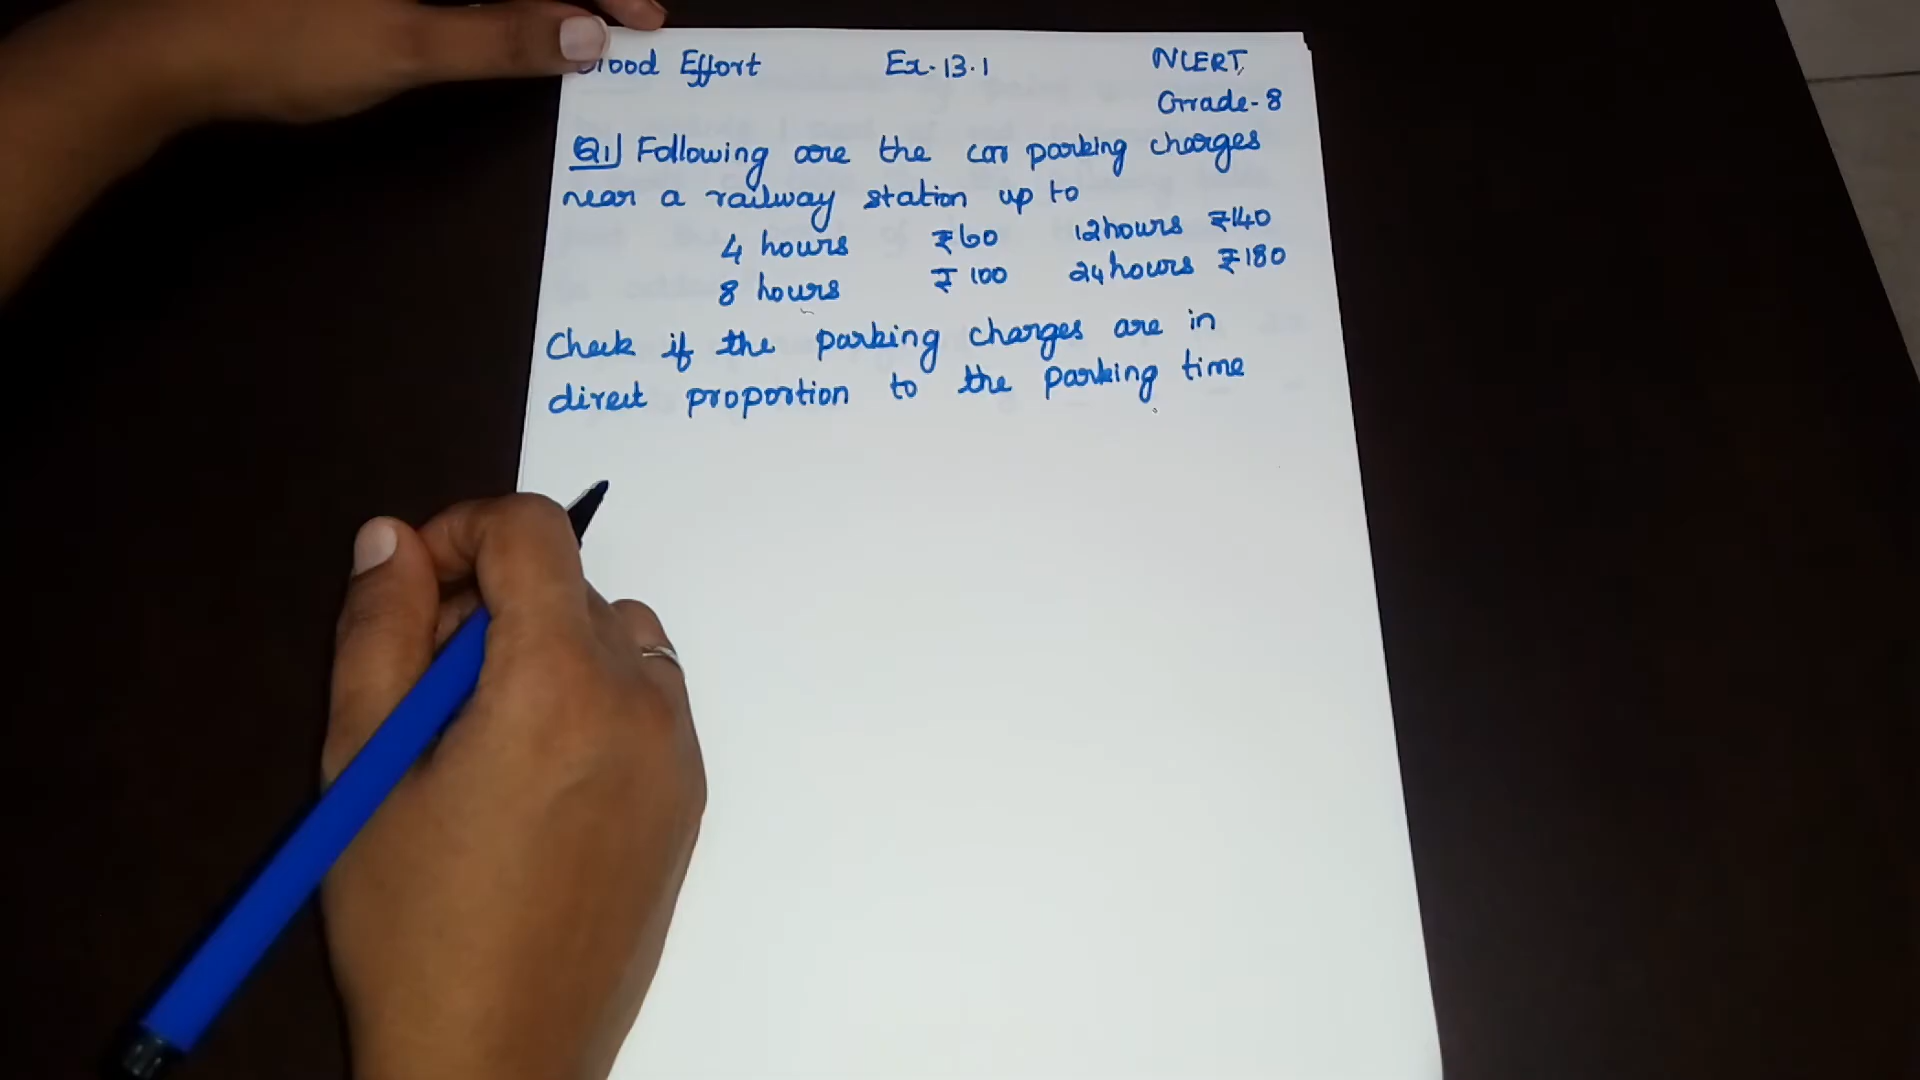 Good Effort Ex. 13.1 NCERT,
Grade-8
Q1) Following are the car parking charges
near a railway station up to
4 hours ₹60 12 hours ₹140
8 hours ₹100 24 hours ₹180
Check if the parking charges are in
direct proportion to the parking time